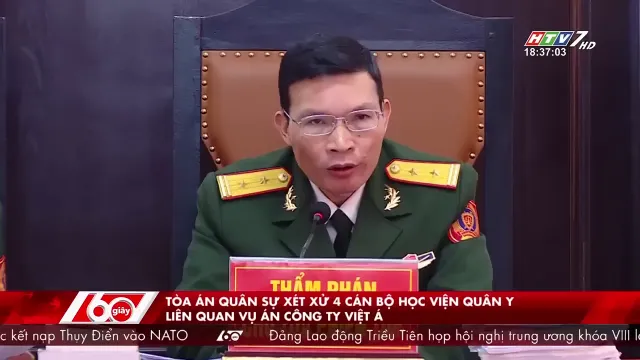 HTV7 HD
18:37:03
THẨM PHÁN
60 giây
TÒA ÁN QUÂN SỰ XÉT XỬ 4 CÁN BỘ HỌC VIỆN QUÂN Y
LIÊN QUAN VỤ ÁN CÔNG TY VIỆT Á
c kết nạp Thụy Điển vào NATO 60 giây Đảng Lao động Triều Tiên họp hội nghị trung ương khóa VIII l